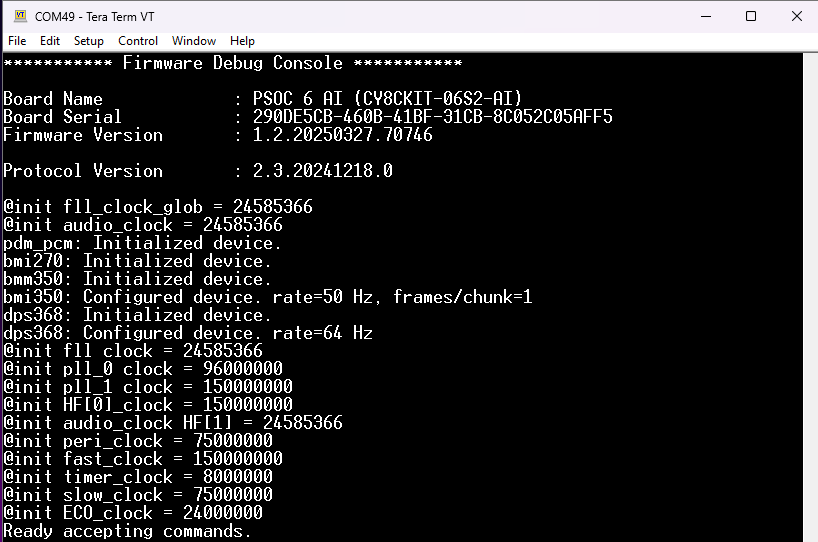 COM49 - Tera Term VT
File Edit Setup Control Window Help
*********** Firmware Debug Console ***********
Board Name : PSOC 6 AI (CY8CKIT-06S2-AI)
Board Serial : 290DE5CB-460B-41BF-31CB-8C052C05AFF5
Firmware Version : 1.2.20250327.70746
Protocol Version : 2.3.20241218.0
@init fll_clock_glob = 24585366
@init audio_clock = 24585366
pdm_pcm: Initialized device.
bmi270: Initialized device.
bmm350: Initialized device.
bmi350: Configured device. rate=50 Hz, frames/chunk=1
dps368: Initialized device.
dps368: Configured device. rate=64 Hz
@init fll clock = 24585366
@init pll_0 clock = 96000000
@init pll_1 clock = 150000000
@init HF[0]_clock = 150000000
@init audio_clock HF[1] = 24585366
@init peri_clock = 75000000
@init fast_clock = 150000000
@init timer_clock = 8000000
@init slow_clock = 75000000
@init ECO_clock = 24000000
Ready accepting commands.